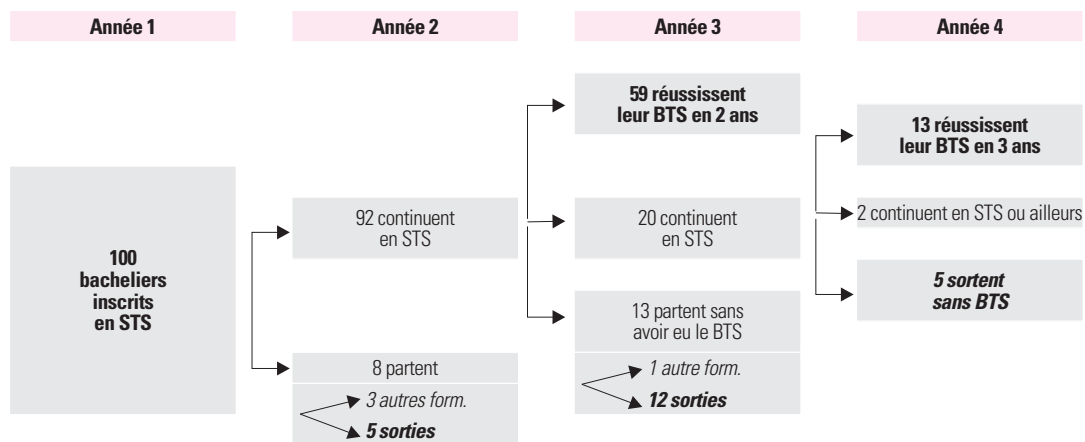 Année 1
Année 2
Année 3
Année 4
100
bacheliers
inscrits
en STS
92 continuent
en STS
8 partent
3 autres form.
5 sorties
59 réussissent
leur BTS en 2 ans
20 continuent
en STS
13 partent sans
avoir eu le BTS
1 autre form.
12 sorties
13 réussissent
leur BTS en 3 ans
2 continuent en STS ou ailleurs
5 sortent
sans BTS